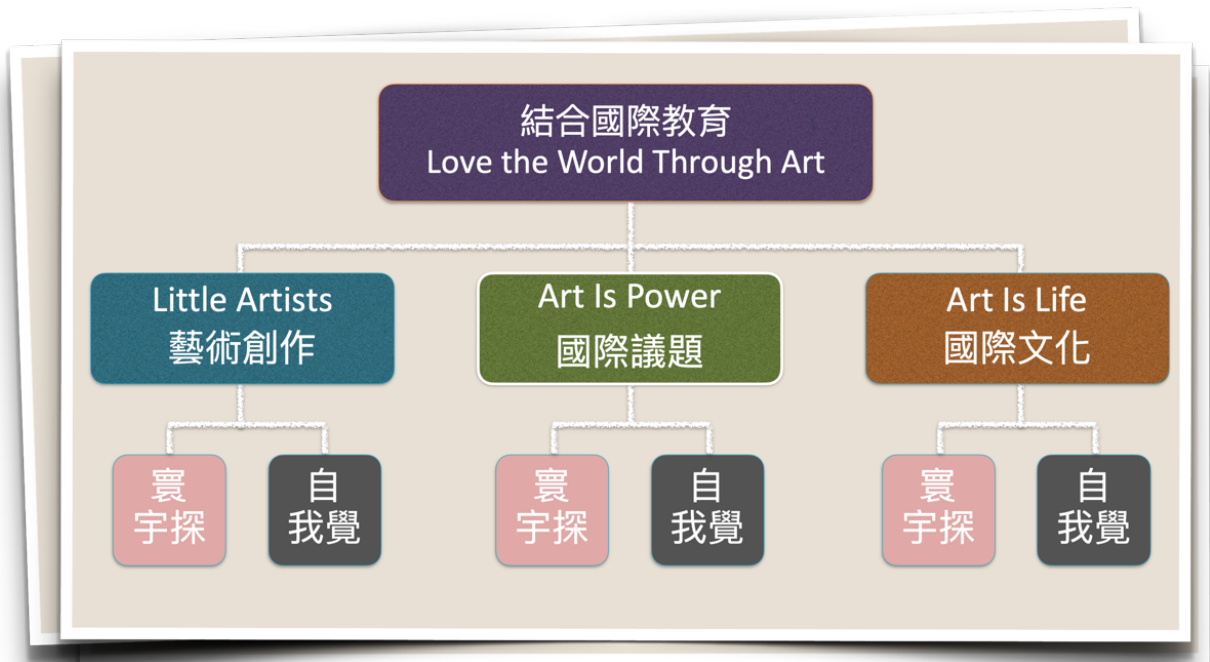 結合國際教育
Love the World Through Art
Little Artists
藝術創作
Art Is Power
國際議題
Art Is Life
國際文化
寰
宇探
自
我覺
寰
宇探
自
我覺
寰
宇探
自
我覺